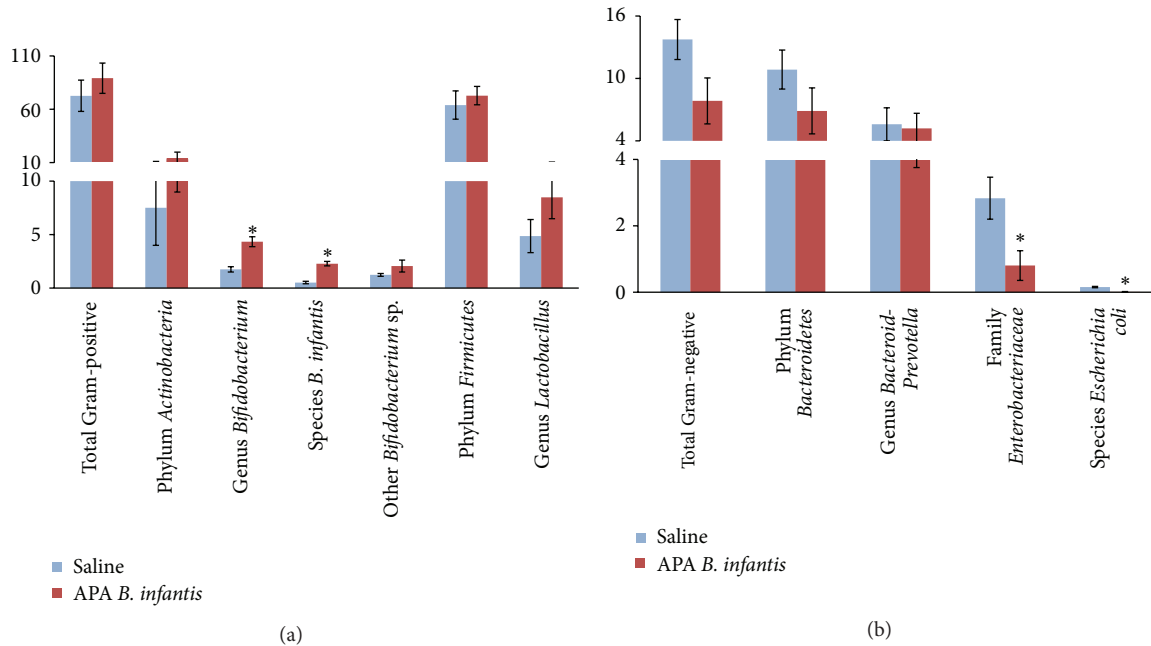 110
60
10
10
5
0
*
*
Total Gram-positive
Phylum Actinobacteria
Genus Bifidobacterium
Species B. infantis
Other Bifidobacterium sp.
Phylum Firmicutes
Genus Lactobacillus
Saline
APA B. infantis
(a)
16
10
4
4
2
0
*
*
Total Gram-negative
Phylum
Bacteroidetes
Genus Bacteroid-
Prevotella
Family
Enterobacteriaceae
Species Escherichia
coli
Saline
APA B. infantis
(b)